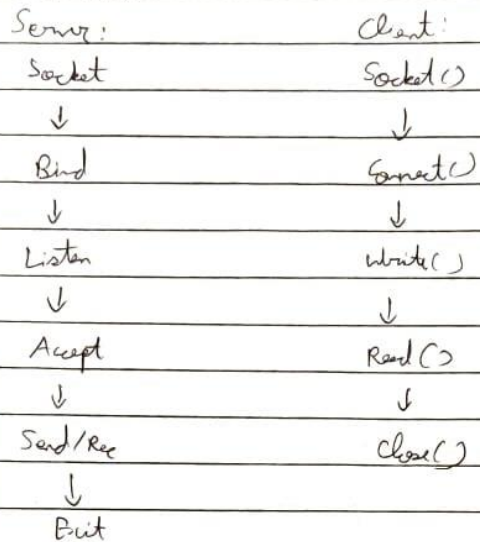 Server: Client:
Socket Socket()
↓ ↓
Bind Connect()
↓ ↓
Listen write()
↓ ↓
Accept Read()
↓ ↓
Send/Rec Close()
↓
Exit